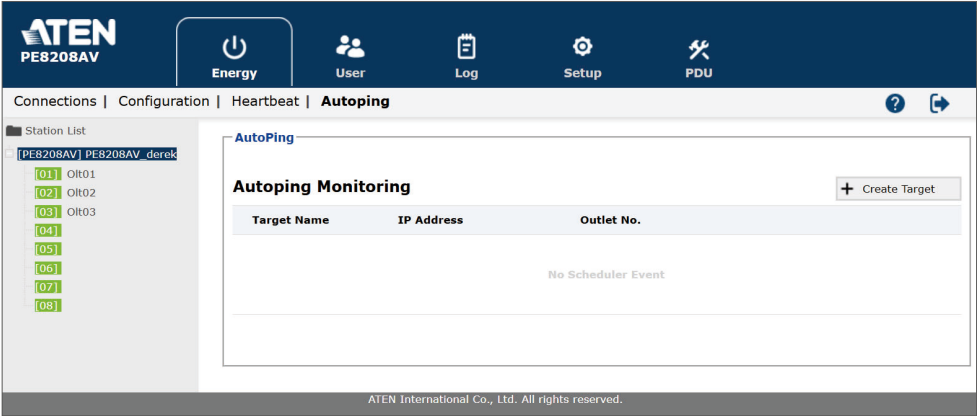 ATEN
PE8208AV
Energy User Log Setup PDU
Connections | Configuration | Heartbeat | Autoping
?
Station List
[PE8208AV] PE8208AV_derek
[01] Olt01
[02] Olt02
[03] Olt03
[04]
[05]
[06]
[07]
[08]
AutoPing
Autoping Monitoring
+ Create Target
Target Name IP Address Outlet No.
No Scheduler Event
ATEN International Co., Ltd. All rights reserved.